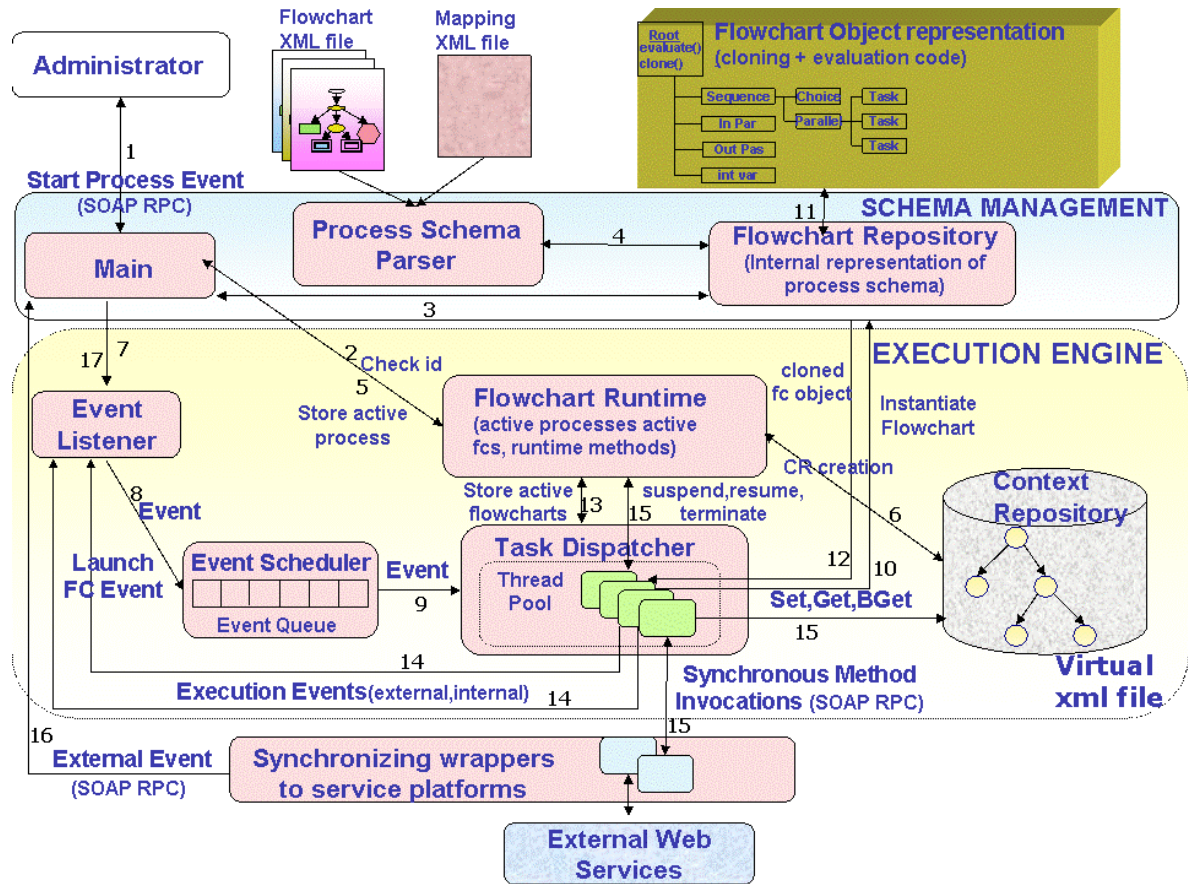 Flowchart
XML file
Mapping
XML file
Administrator
Root
evaluate()
clone()
Flowchart Object representation
(cloning + evaluation code)
Sequence
Choice
Task
In Par
Parallel
Task
Out Pas
Task
int var
1
Start Process Event
(SOAP RPC)
11
SCHEMA MANAGEMENT
Main
Process Schema
Parser
4
Flowchart Repository
(Internal representation of
process schema)
3
17
7
2
Check id
5
Store active
process
EXECUTION ENGINE
cloned
fc object
Instantiate
Flowchart
Event
Listener
Flowchart Runtime
(active processes active
fcs, runtime methods)
CR creation
6
8
Event
Store active
flowcharts
13
suspend,resume,
terminate
15
Context
Repository
Launch
FC Event
Event Scheduler
Event Queue
Event
9
Task Dispatcher
Thread
Pool
12
10
Set,Get,BGet
15
14
Execution Events(external,internal)
14
Synchronous Method
Invocations (SOAP RPC)
15
Virtual
xml file
16
External Event
(SOAP RPC)
Synchronizing wrappers
to service platforms
External Web
Services